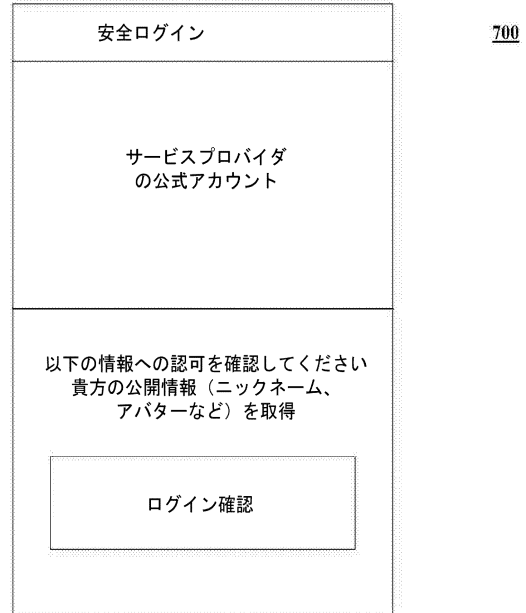 安全ログイン
700
サービスプロバイダ
の公式アカウント
以下の情報への認可を確認してください
貴方の公開情報（ニックネーム、
アバターなど）を取得
ログイン確認